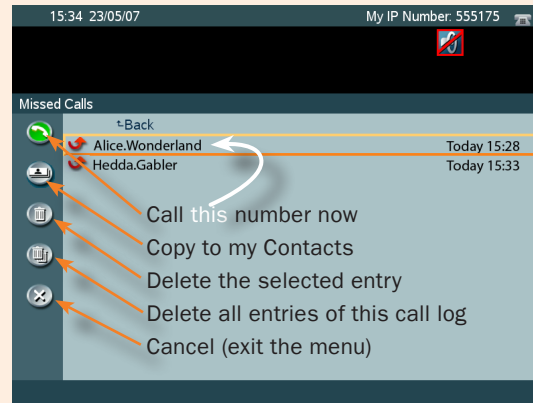 15:34 23/05/07 My IP Number: 555175
Missed Calls
Back
Alice.Wonderland Today 15:28
Hedda.Gabler Today 15:33
Call this number now
Copy to my Contacts
Delete the selected entry
Delete all entries of this call log
Cancel (exit the menu)